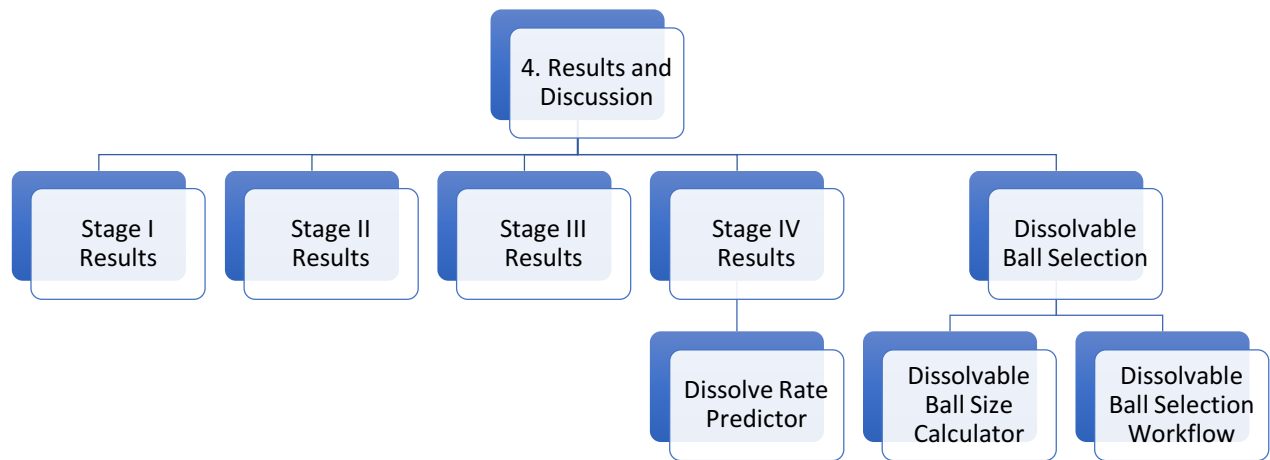 4. Results and
Discussion
Stage I
Results
Stage II
Results
Stage III
Results
Stage IV
Results
Dissolvable
Ball Selection
Dissolve Rate
Predictor
Dissolvable
Ball Size
Calculator
Dissolvable
Ball Selection
Workflow